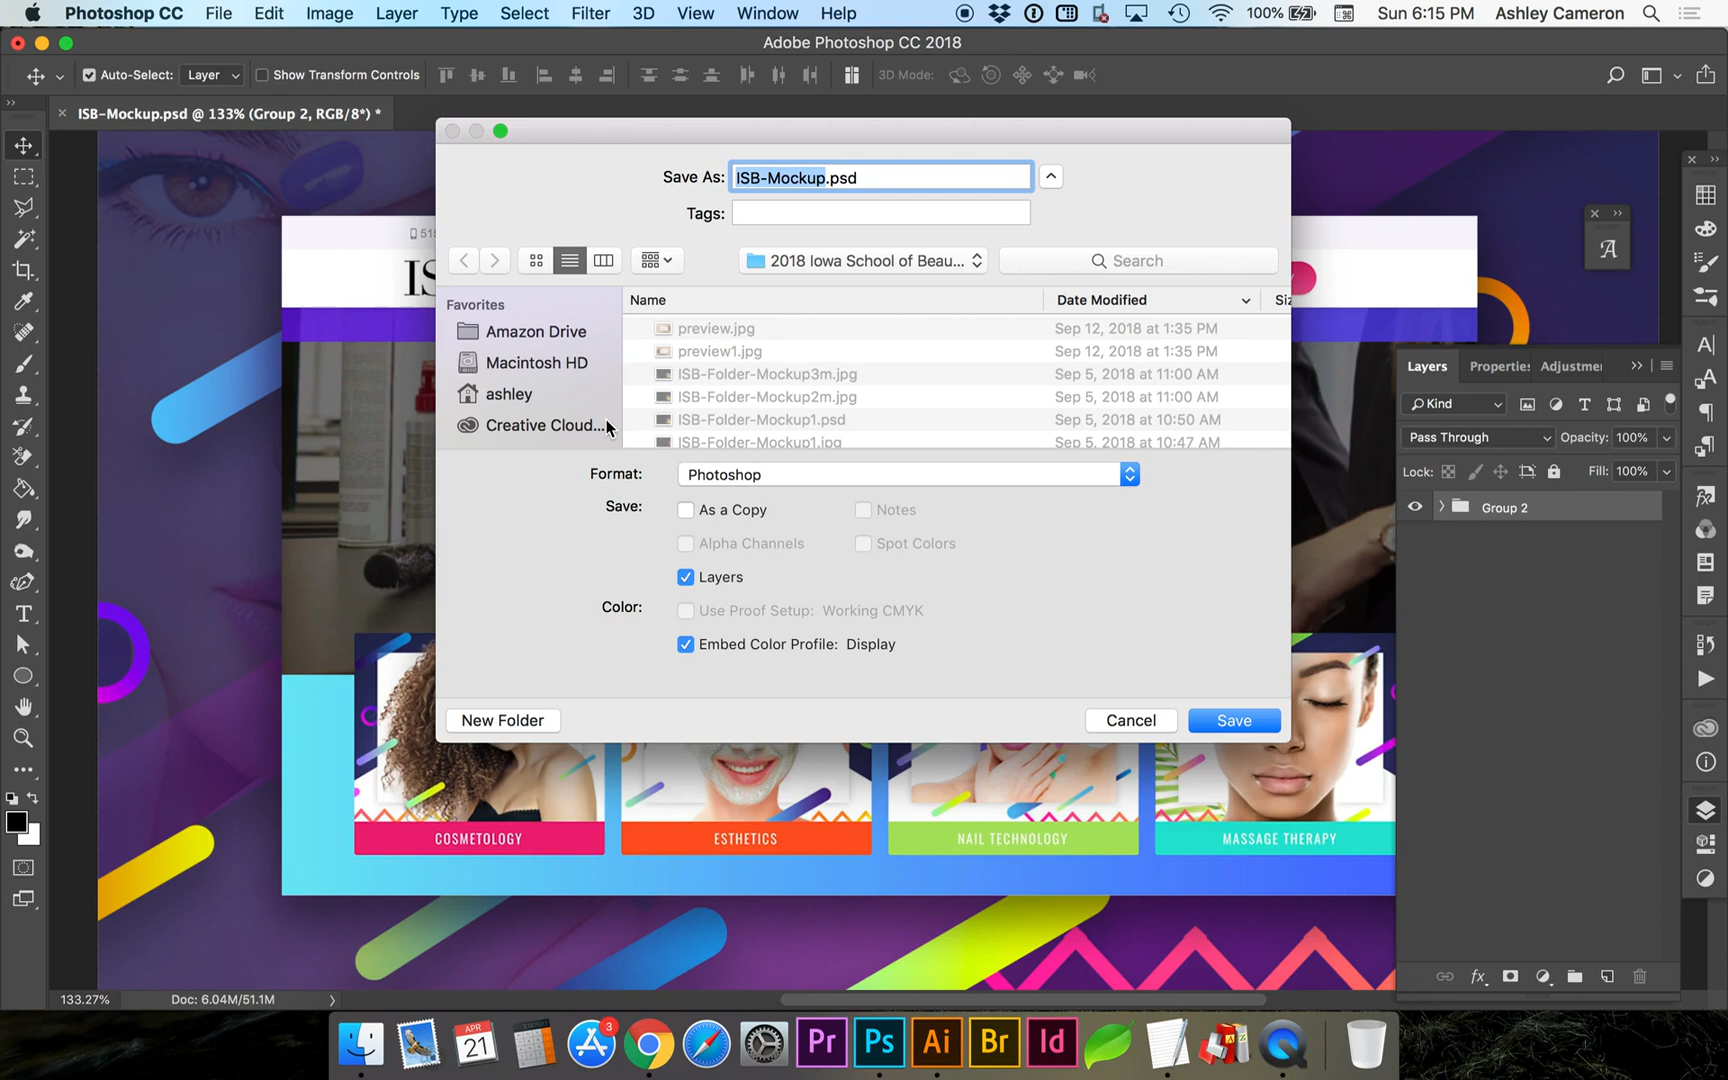 Photoshop CC File Edit Image Layer Type Select Filter 3D View Window Help 100% Sun 6:15 PM Ashley Cameron
Adobe Photoshop CC 2018
Auto-Select: Layer Show Transform Controls 3D Mode:
ISB-Mockup.psd @ 133% (Group 2, RGB/8*) *
Save As: ISB-Mockup.psd
Tags:
2018 Iowa School of Beau... Search
Favorites
Amazon Drive
Macintosh HD
ashley
Creative Cloud...
Name Date Modified Siz
preview.jpg Sep 12, 2018 at 1:35 PM
preview1.jpg Sep 12, 2018 at 1:35 PM
ISB-Folder-Mockup3m.jpg Sep 5, 2018 at 11:00 AM
ISB-Folder-Mockup2m.jpg Sep 5, 2018 at 11:00 AM
ISB-Folder-Mockup1.psd Sep 5, 2018 at 10:50 AM
ISB-Folder-Mockup1.jpg Sep 5, 2018 at 10:47 AM
Format: Photoshop
Save: As a Copy Notes
Alpha Channels Spot Colors
Layers
Color: Use Proof Setup: Working CMYK
Embed Color Profile: Display
New Folder Cancel Save
Layers Properties Adjustme
Kind
Pass Through Opacity: 100%
Lock: Fill: 100%
Group 2
fx
COSMETOLOGY ESTHETICS NAIL TECHNOLOGY MASSAGE THERAPY
133.27% Doc: 6.04M/51.1M
APR
21
3
Pr Ps Ai Br Id